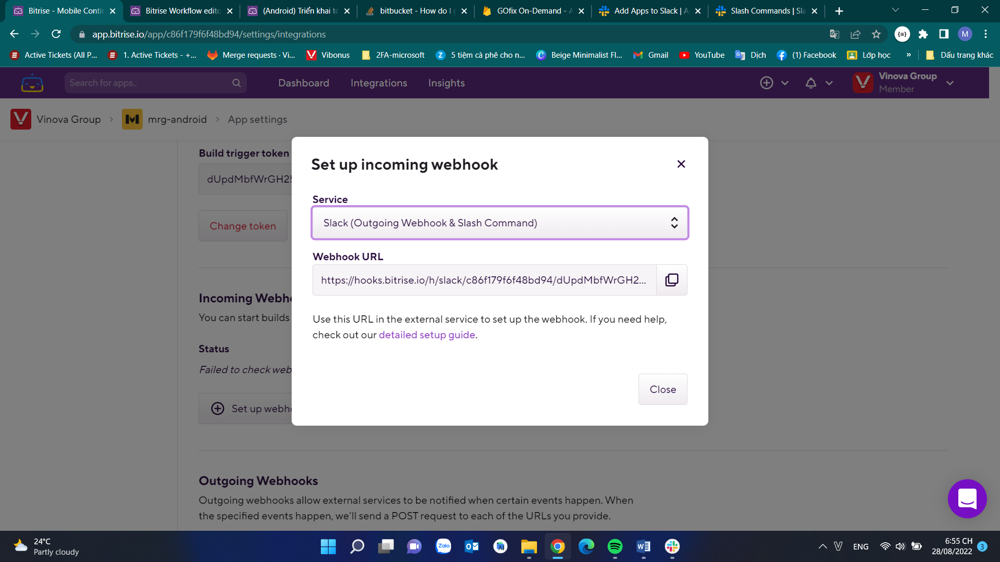 Bitrise - Mobile Conti
Bitrise Workflow edito
(Android) Triển khai tớ
bitbucket - How do I g
GOfix On-Demand - A
Add Apps to Slack | A
Slash Commands | Sla
app.bitrise.io/app/c86f179f6f48bd94/settings/integrations
M
Active Tickets (All P...
1. Active Tickets - +...
Merge requests · Vi...
Vibonus
2FA-microsoft
5 tiệm cà phê cho n...
Beige Minimalist Fl...
Gmail
YouTube
Dịch
(1) Facebook
Lớp học
»
Dấu trang khác
Search for apps..
Dashboard
Integrations
Insights
Vinova Group
Member
Vinova Group
mrg-android
App settings
Build trigger token
dUpdMbfWrGH25
Change token
Incoming Webho
You can start builds
Status
Failed to check web
Set up webho
Set up incoming webhook
Service
Slack (Outgoing Webhook & Slash Command)
Webhook URL
https://hooks.bitrise.io/h/slack/c86f179f6f48bd94/dUpdMbfWrGH2...
Use this URL in the external service to set up the webhook. If you need help,
check out our detailed setup guide.
Close
Outgoing Webhooks
Outgoing webhooks allow external services to be notified when certain events happen. When
the specified events happen, we'll send a POST request to each of the URLs you provide.
24°C
Partly cloudy
Zalo
ENG
6:55 CH
28/08/2022
3